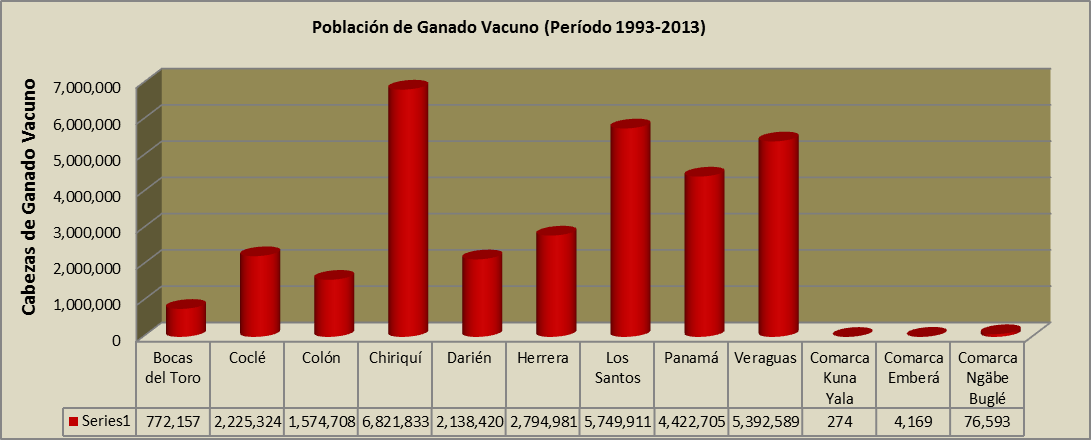 Población de Ganado Vacuno (Período 1993-2013)
Cabezas de Ganado Vacuno
7,000,000
6,000,000
5,000,000
4,000,000
3,000,000
2,000,000
1,000,000
0
Bocas del Toro
Coclé
Colón
Chiriquí
Darién
Herrera
Los Santos
Panamá
Veraguas
Comarca Kuna Yala
Comarca Emberá
Comarca Ngäbe Buglé
Series1 772,157 2,225,324 1,574,708 6,821,833 2,138,420 2,794,981 5,749,911 4,422,705 5,392,589 274 4,169 76,593